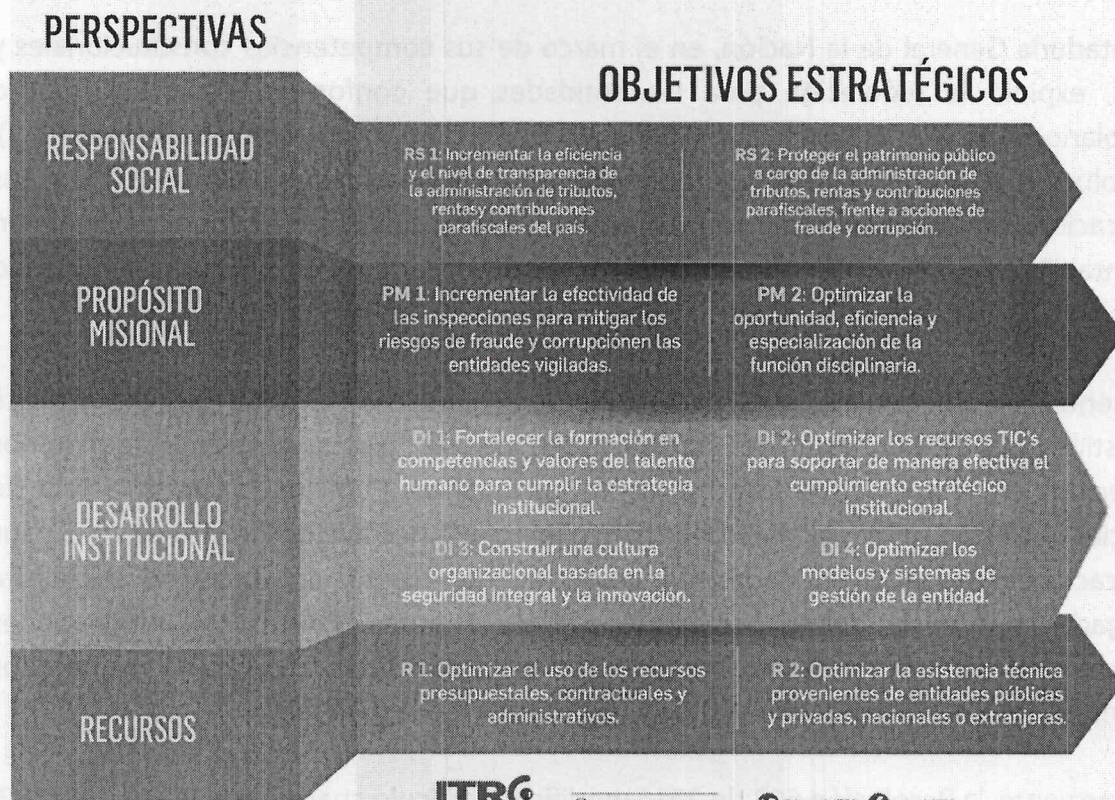 PERSPECTIVAS
OBJETIVOS ESTRATÉGICOS
RESPONSABILIDAD
SOCIAL
RS 1: Incrementar la eficiencia
y el nivel de transparencia de
la administración de tributos,
rentasy contribuciones
parafiscales del país.
RS 2: Proteger el patrimonio público
a cargo de la administración de
tributos, rentas y contribuciones
parafiscales, frente a acciones de
fraude y corrupción.
PROPÓSITO
MISIONAL
PM 1: Incrementar la efectividad de
las inspecciones para mitigar los
riesgos de fraude y corrupciónen las
entidades vigiladas.
PM 2: Optimizar la
oportunidad, eficiencia y
especialización de la
función disciplinaria.
DESARROLLO
INSTITUCIONAL
DI 1: Fortalecer la formación en
competencias y valores del talento
humano para cumplir la estrategia
institucional.
DI 2: Optimizar los recursos TIC's
para soportar de manera efectiva el
cumplimiento estratégico
institucional.
DI 3: Construir una cultura
organizacional basada en la
seguridad integral y la innovación.
DI 4: Optimizar los
modelos y sistemas de
gestión de la entidad.
RECURSOS
R 1: Optimizar el uso de los recursos
presupuestales, contractuales y
administrativos.
R 2: Optimizar la asistencia técnica
provenientes de entidades públicas
y privadas, nacionales o extranjeras.
ITRC